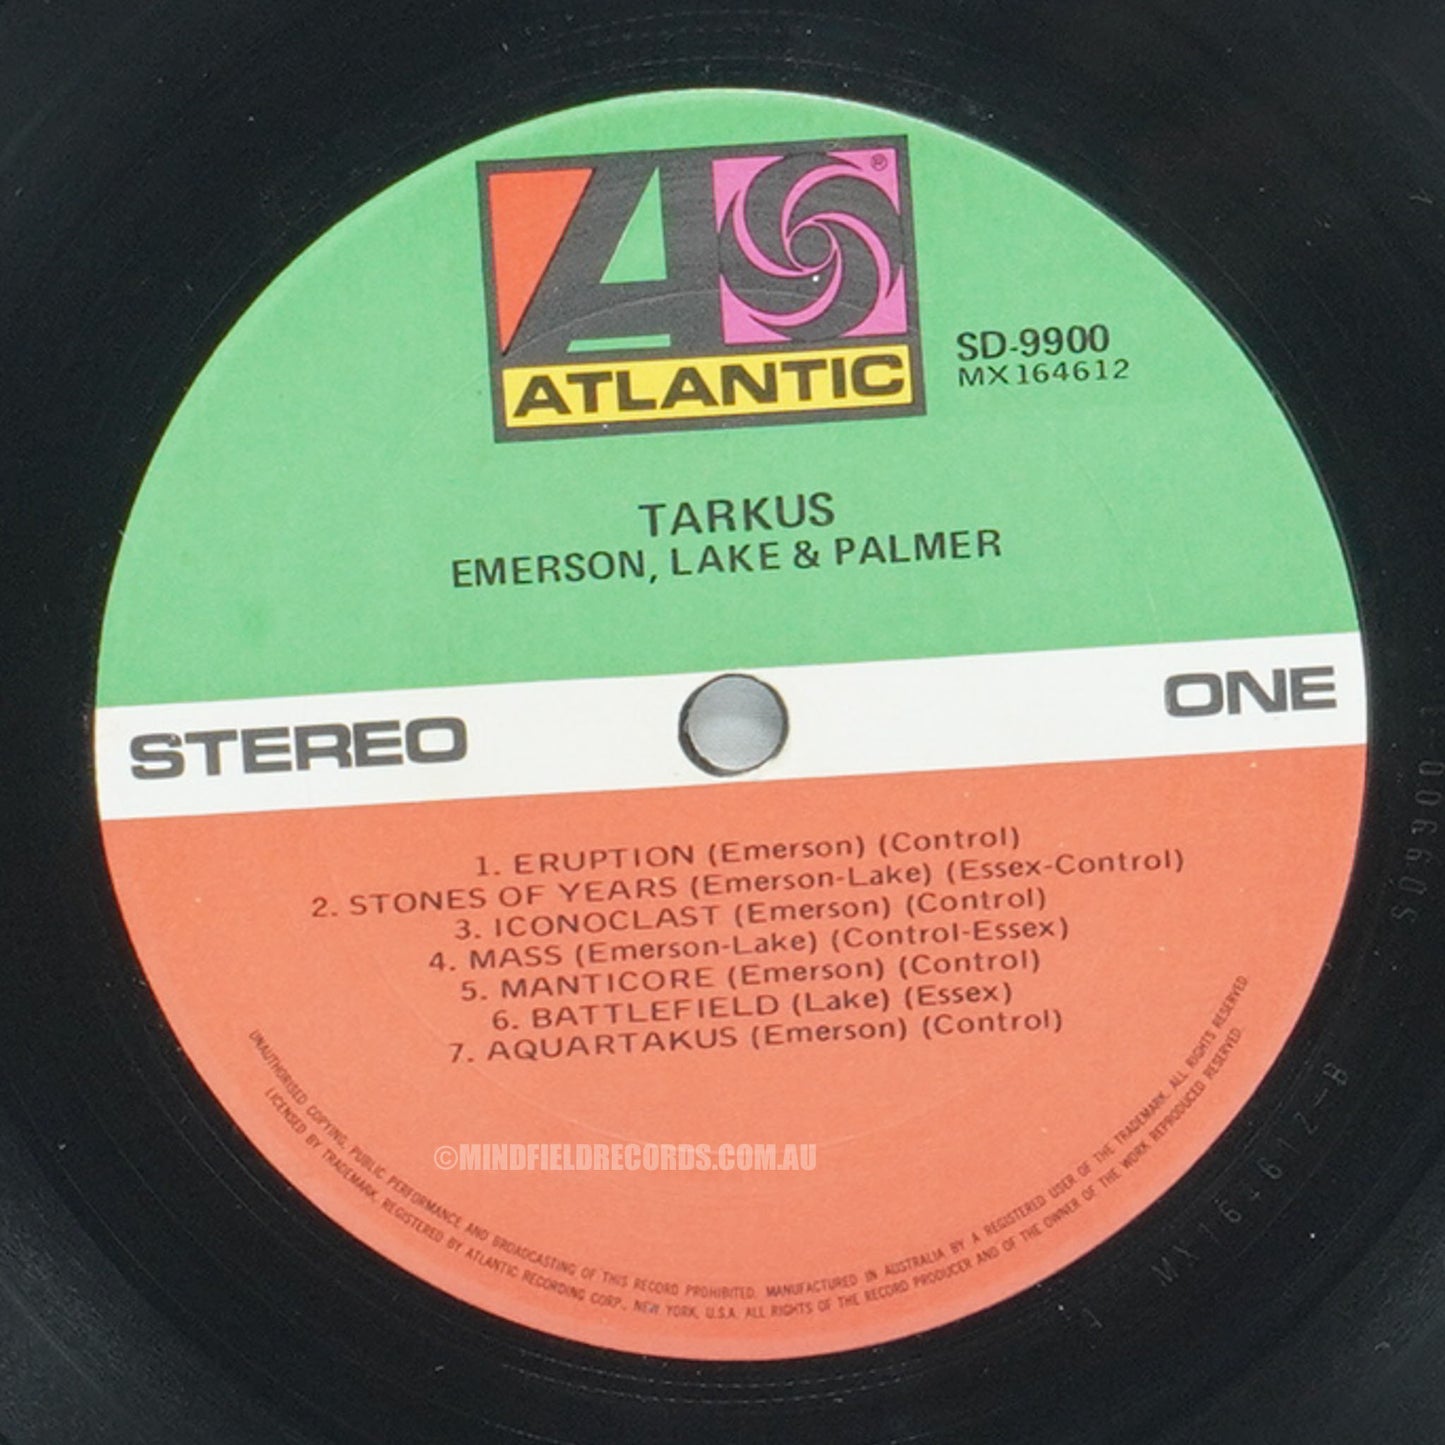 ATLANTIC
®
SD-9900
MX164612
TARKUS
EMERSON, LAKE & PALMER
STEREO
ONE
1. ERUPTION (Emerson) (Control)
2. STONES OF YEARS (Emerson-Lake) (Essex-Control)
3. ICONOCLAST (Emerson) (Control)
4. MASS (Emerson-Lake) (Control-Essex)
5. MANTICORE (Emerson) (Control)
6. BATTLEFIELD (Lake) (Essex)
7. AQUARTAKUS (Emerson) (Control)
©MINDFIELDRECORDS.COM.AU
UNAUTHORISED COPYING, PUBLIC PERFORMANCE AND BROADCASTING OF THIS RECORD PROHIBITED. MANUFACTURED IN AUSTRALIA BY A REGISTERED USER OF THE TRADEMARK. ALL RIGHTS RESERVED
LICENSED BY TRADEMARK, REGISTERED BY ATLANTIC RECORDING CORP., NEW YORK, U.S.A. ALL RIGHTS OF THE RECORD PRODUCER AND OF THE OWNER OF THE WORK REPRODUCED RESERVED.